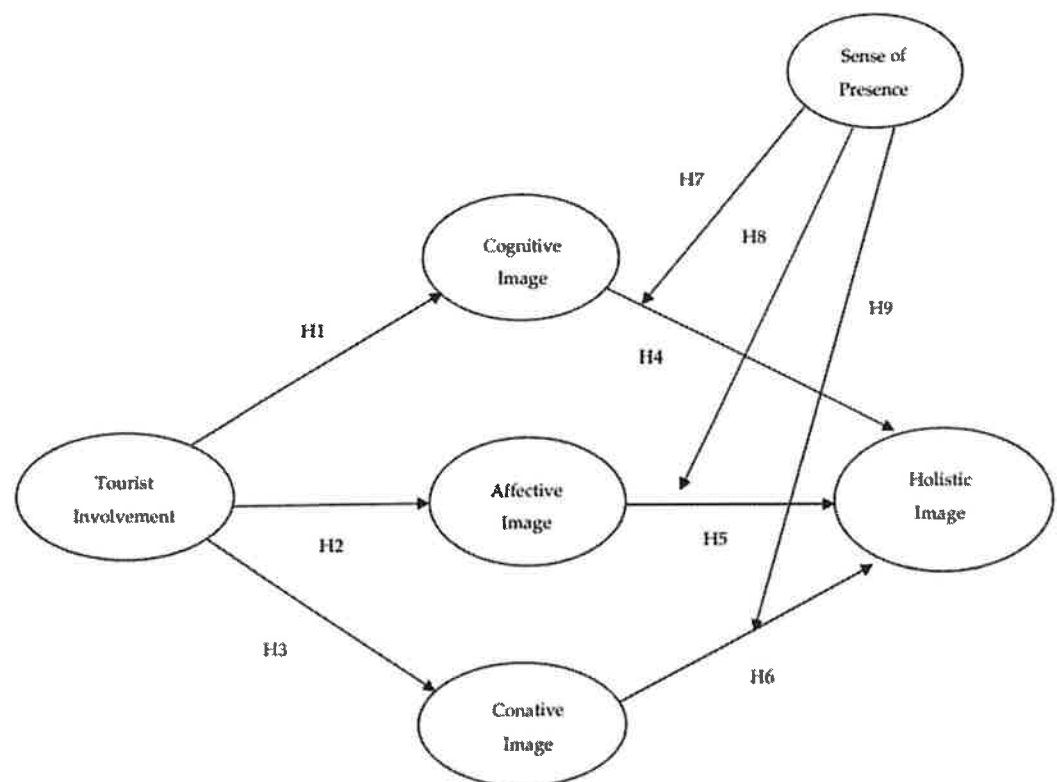 Sense of
Presence
H7
Cognitive
Image
H8
H9
H1
H4
Tourist
Involvement
Affective
Image
Holistic
Image
H2
H5
H3
H6
Conative
Image